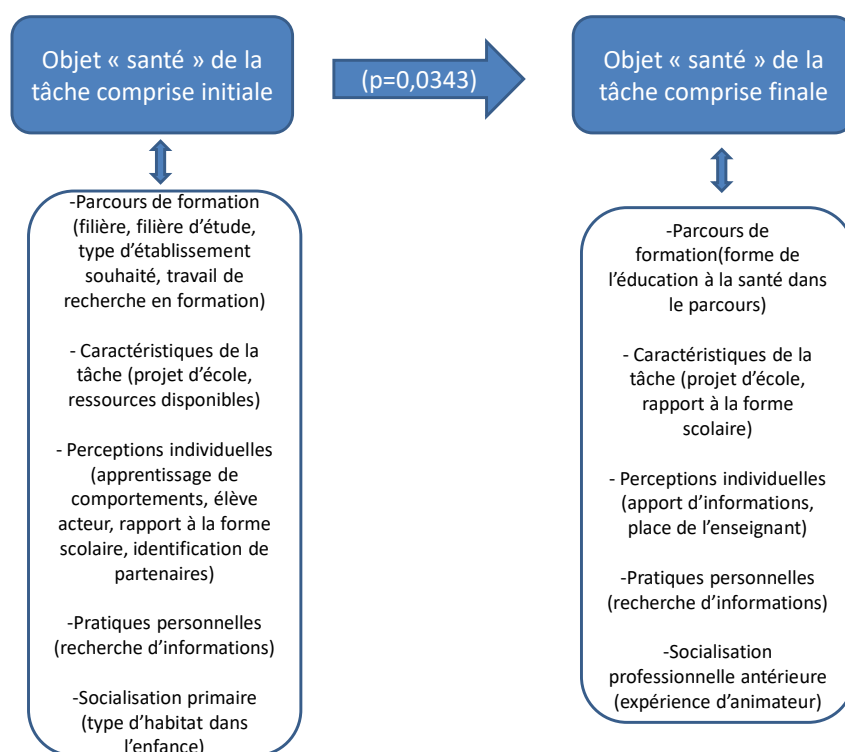 Objet « santé » de la
tâche comprise initiale
(p=0,0343)
Objet « santé » de la
tâche comprise finale
-Parcours de formation
(filière, filière d’étude,
type d’établissement
souhaité, travail de
recherche en formation)
- Caractéristiques de la
tâche (projet d’école,
ressources disponibles)
- Perceptions individuelles
(apprentissage de
comportements, élève
acteur, rapport à la forme
scolaire, identification de
partenaires)
-Pratiques personnelles
(recherche d’informations)
-Socialisation primaire
(type d’habitat dans
l’enfance)
-Parcours de
formation(forme de
l’éducation à la santé dans
le parcours)
- Caractéristiques de la
tâche (projet d’école,
rapport à la forme
scolaire)
- Perceptions individuelles
(apport d’informations,
place de l’enseignant)
-Pratiques personnelles
(recherche d’informations)
-Socialisation
professionnelle antérieure
(expérience d’animateur)